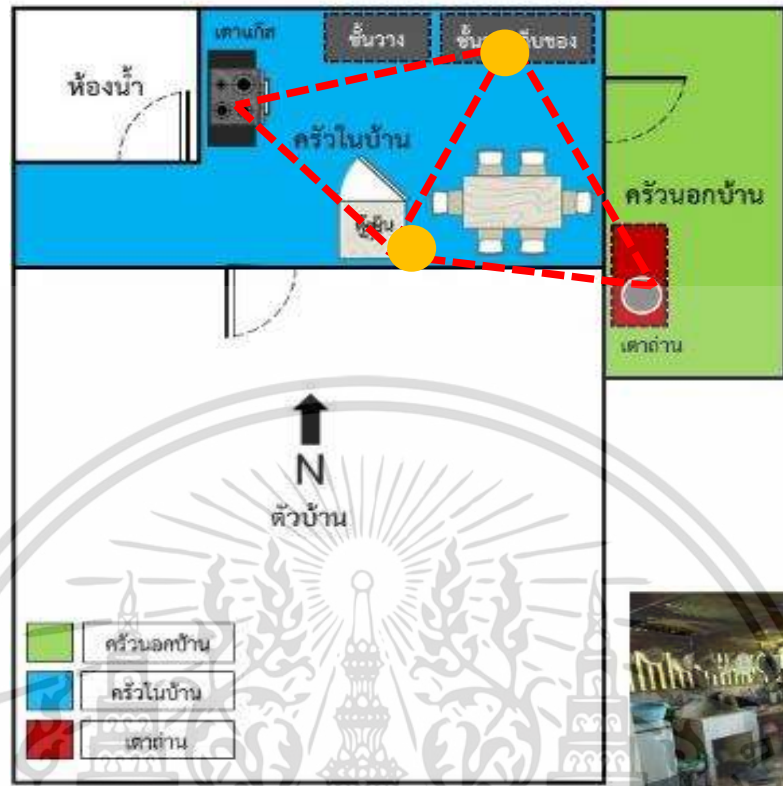 เตาแก๊ส
ชั้นวาง
ห้องน้ำ
ครัวในบ้าน
ครัวนอกบ้าน
เตาถ่าน
N
ตัวบ้าน
ครัวนอกบ้าน
ครัวในบ้าน
เตาถ่าน